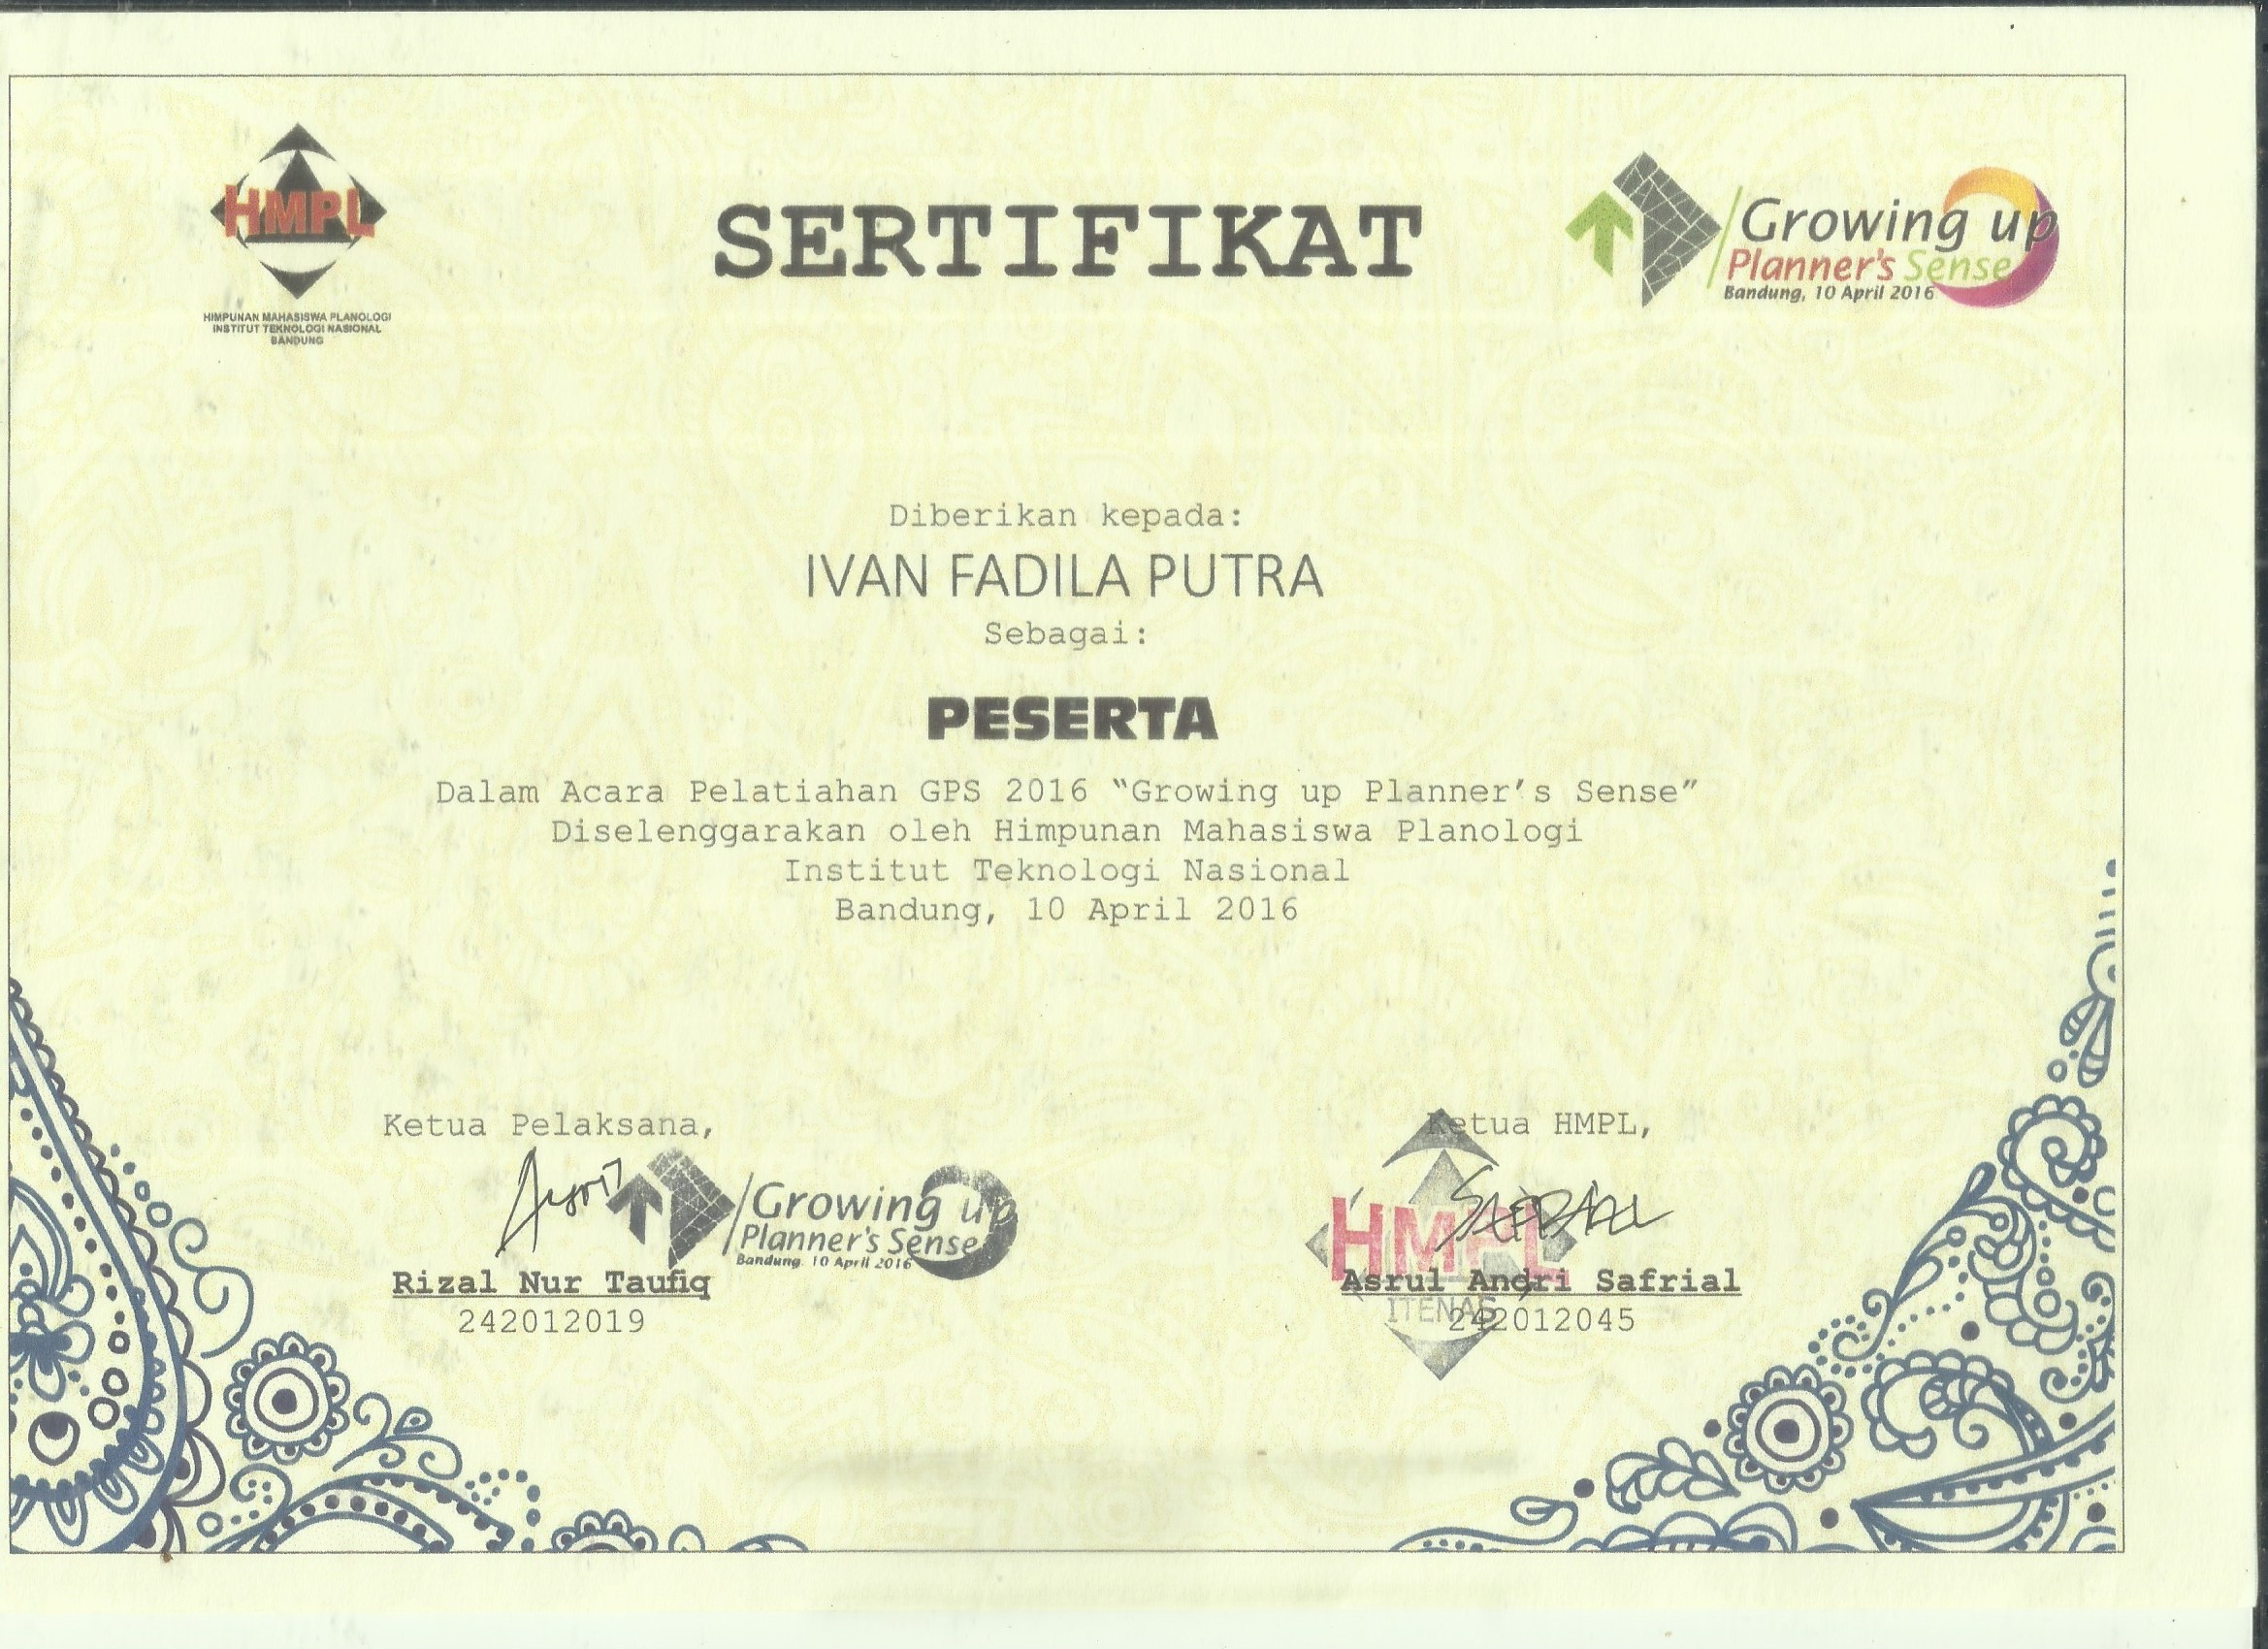 HMPL
HIMPUNAN MAHASISWA PLANOLOGI
INSTITUT TEKNOLOGI NASIONAL
BANDUNG
SERTIFIKAT
Growing up
Planner's Sense
Bandung, 10 April 2016
Diberikan kepada:
IVAN FADILA PUTRA
Sebagai:
PESERTA
Dalam Acara Pelatiahan GPS 2016 “Growing up Planner’s Sense”
Diselenggarakan oleh Himpunan Mahasiswa Planologi
Institut Teknologi Nasional
Bandung, 10 April 2016
Ketua Pelaksana,
Growing up
Planner's Sense
Bandung, 10 April 2016
Rizal Nur Taufiq
242012019
Ketua HMPL,
HMPL
Asrul Andri Safrial
ITENAS
242012045